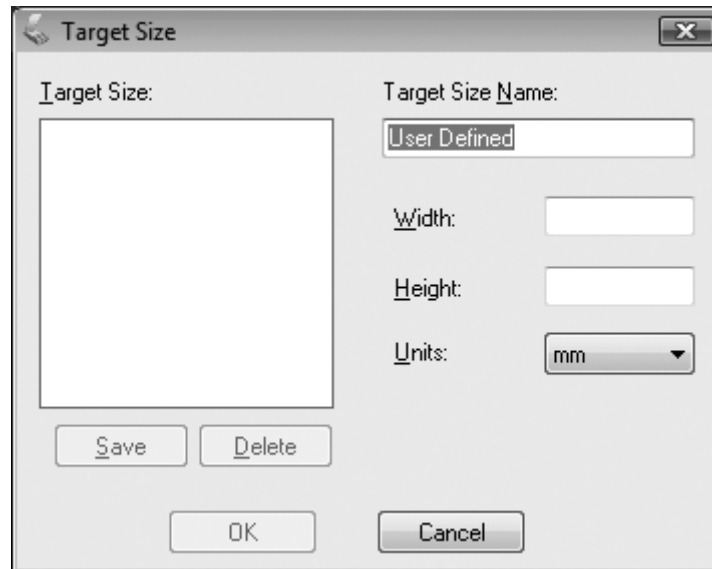 Target Size
Target Size:
Target Size Name:
User Defined
Width:
Height:
Units:
mm
Save
Delete
OK
Cancel